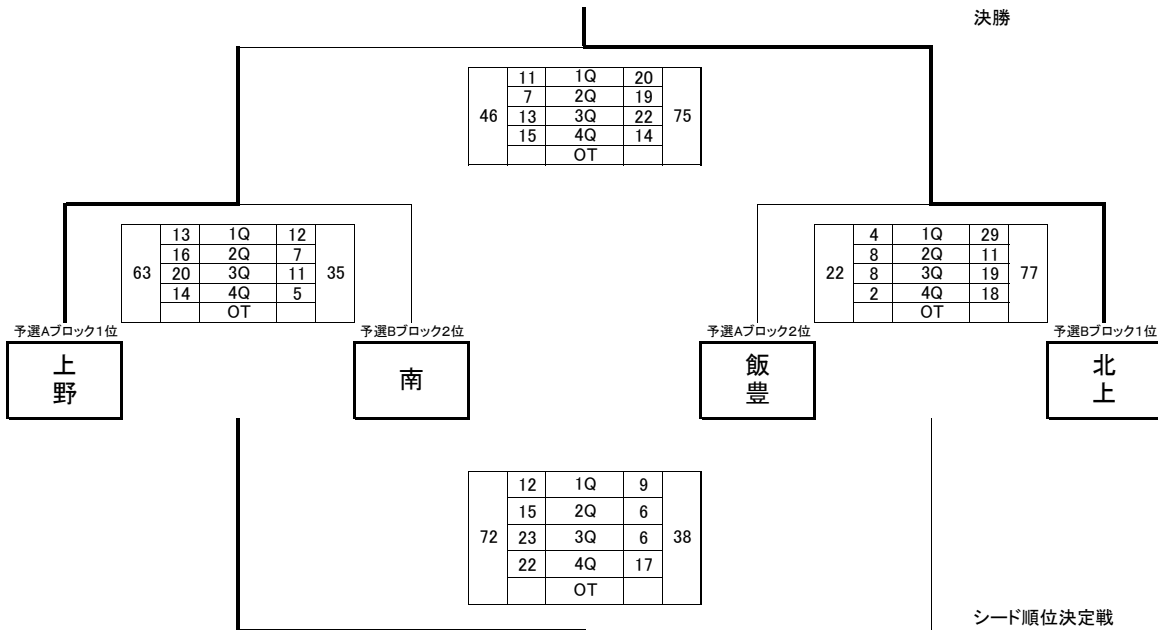 決勝
11 1Q 20
7 2Q 19
46 13 3Q 22 75
15 4Q 14
OT
13 1Q 12
16 2Q 7
63 20 3Q 11 35
14 4Q 5
OT
4 1Q 29
8 2Q 11
22 8 3Q 19 77
2 4Q 18
OT
予選Aブロック1位
予選Bブロック2位
予選Aブロック2位
予選Bブロック1位
上野
南
飯豊
北上
12 1Q 9
15 2Q 6
72 23 3Q 6 38
22 4Q 17
OT
シード順位決定戦